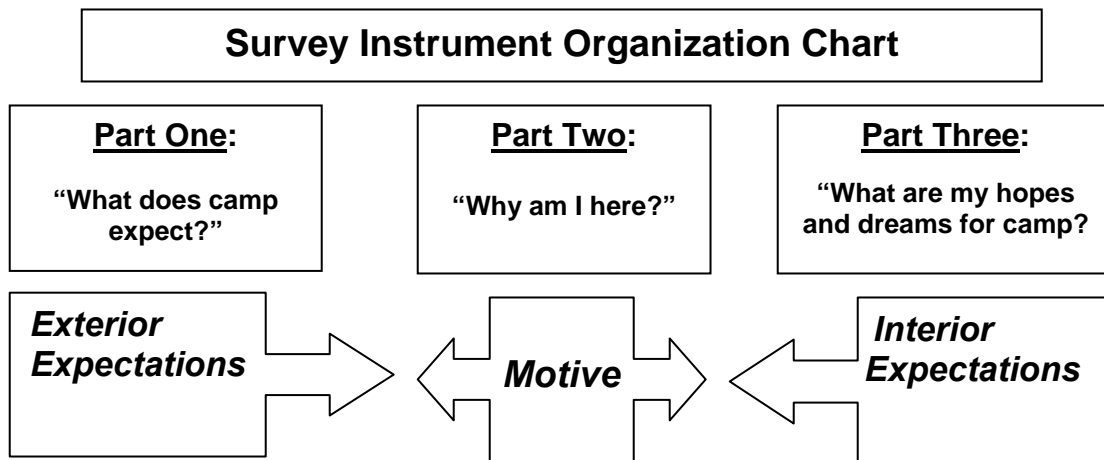 Survey Instrument Organization Chart
Part One:
“What does camp
expect?”
Part Two:
“Why am I here?”
Part Three:
“What are my hopes
and dreams for camp?
Exterior
Expectations
Motive
Interior
Expectations